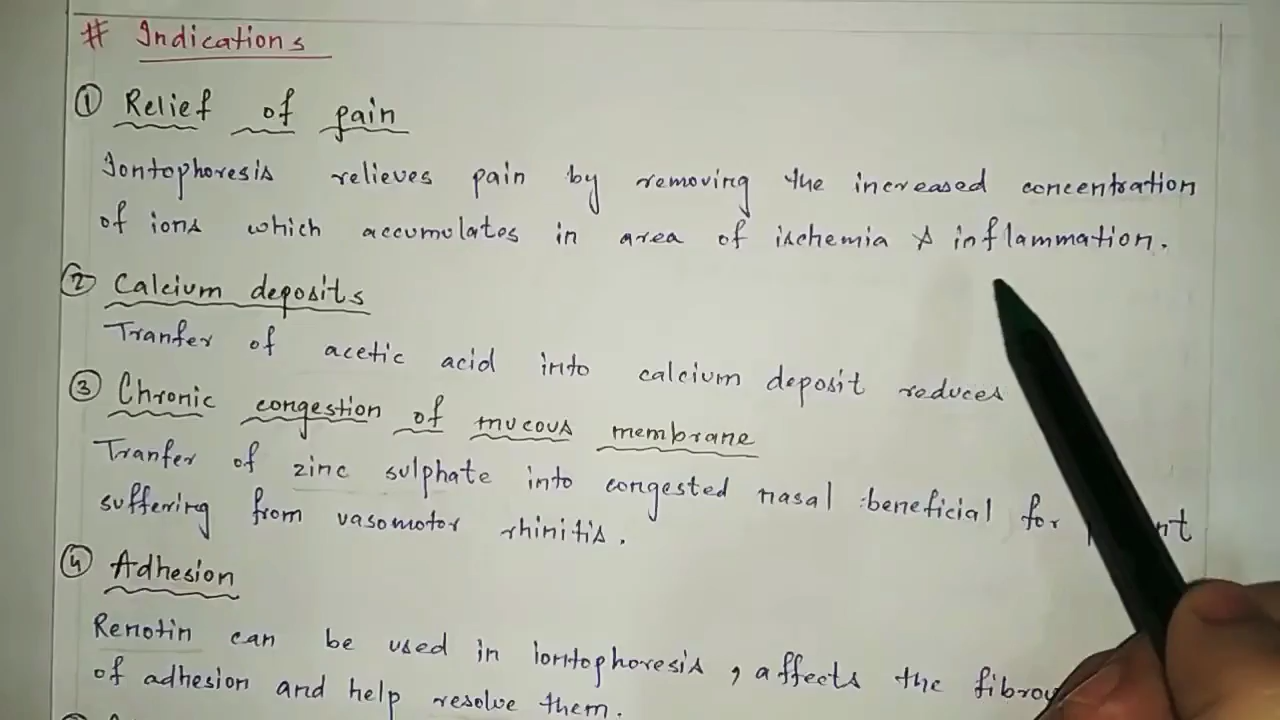 # Indications
① Relief of pain
Iontophoresis relieves pain by removing the increased concentration
of ions which accumulates in area of ischemia & inflammation.
② Calcium deposits
Tranfer of acetic acid into calcium deposit reduces
③ Chronic congestion of mucous membrane
Tranfer of zinc sulphate into congested nasal beneficial for
suffering from vasomotor rhinitis.
④ Adhesion
Renotin can be used in iontophoresis, affects the
of adhesion and help resolve them.